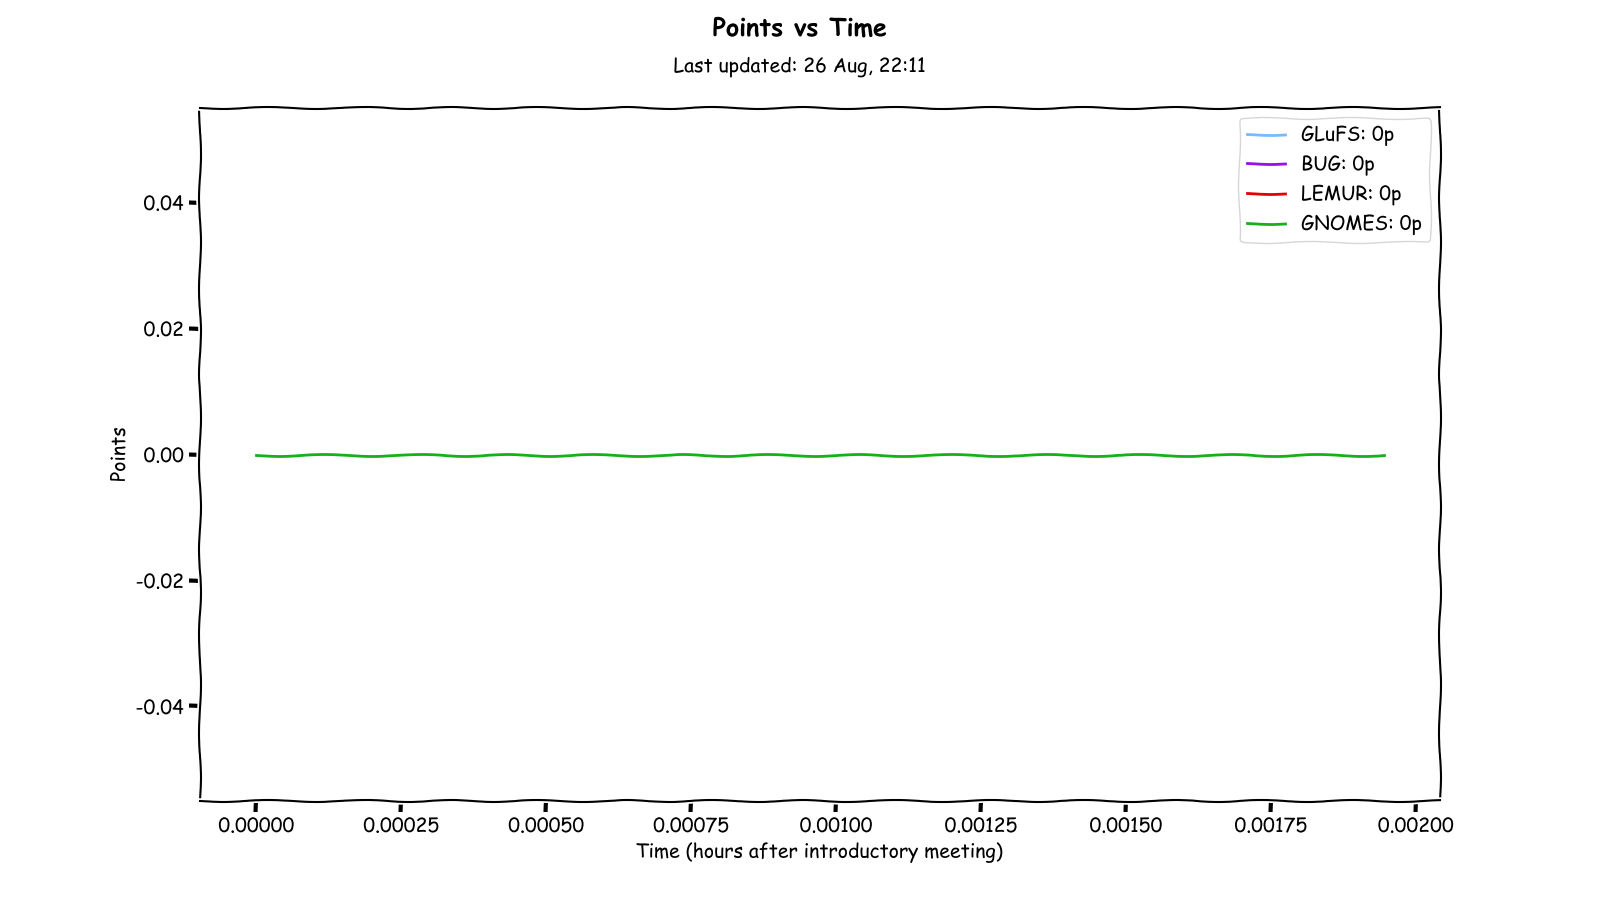 Points vs Time
Last updated: 26 Aug, 22:11
GLuFS: 0p
BUG: 0p
LEMUR: 0p
GNOMES: 0p
0.04
0.02
0.00
-0.02
-0.04
Points
0.00000 0.00025 0.00050 0.00075 0.00100 0.00125 0.00150 0.00175 0.00200
Time (hours after introductory meeting)